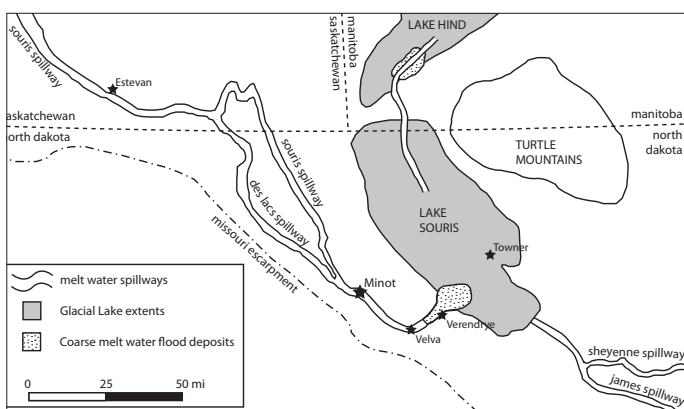 LAKE HIND
souris spillway
manitoba
saskatchewan
Estevan
askatchewan
orth dakota
manitoba
north
dakota
TURTLE
MOUNTAINS
souris spillway
des lacs spillway
LAKE
SOURIS
missouri escarpment
Towner
melt water spillways
Minot
Glacial Lake extents
Verendrye
Velva
Coarse melt water flood deposits
sheyenne spillway
james spillway
0 25 50 mi